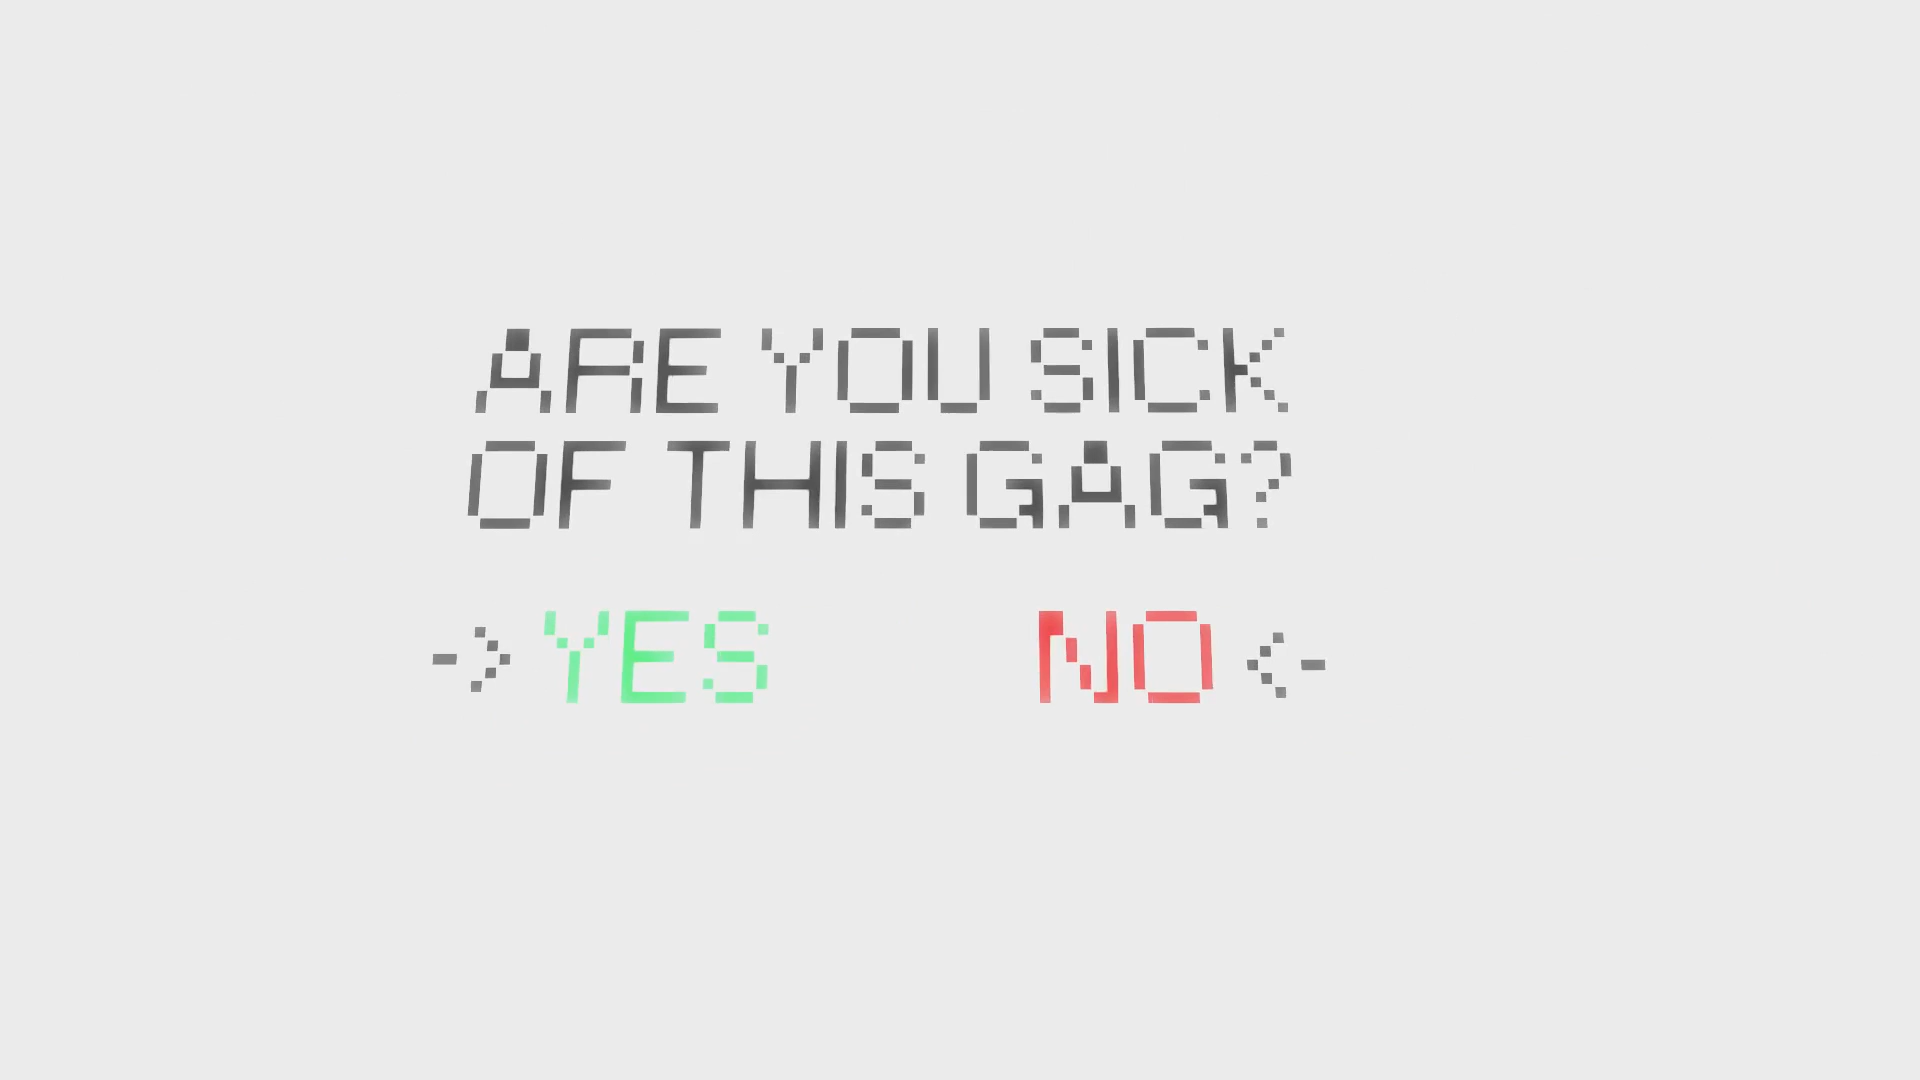 ARE YOU SICK
OF THIS GAG?
-> YES NO <-